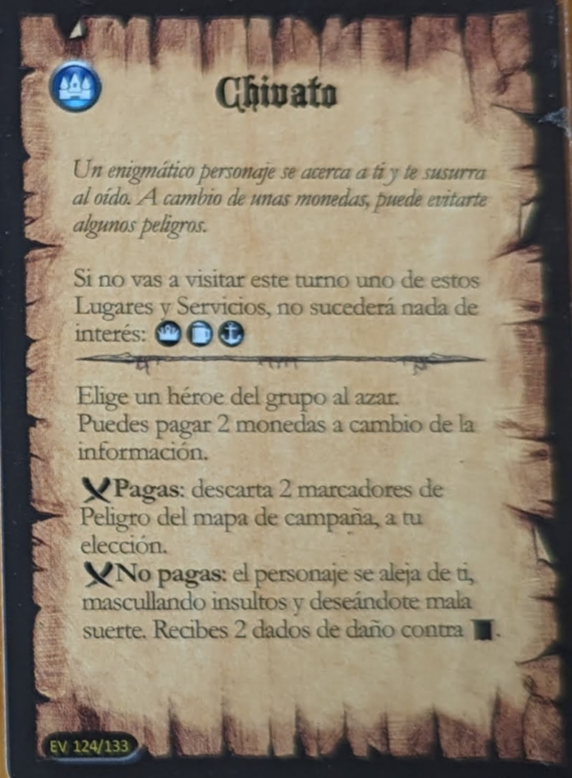 Chivato
Un enigmático personaje se acerca a ti y te susurra
al oído. A cambio de unas monedas, puede evitarte
algunos peligros.
Si no vas a visitar este turno uno de estos
Lugares y Servicios, no sucederá nada de
interés:
Elige un héroe del grupo al azar.
Puedes pagar 2 monedas a cambio de la
información.
Pagas: descarta 2 marcadores de
Peligro del mapa de campaña, a tu
elección.
No pagas: el personaje se aleja de ti,
mascullando insultos y deseándote mala
suerte. Recibes 2 dados de daño contra .
EV 124/133